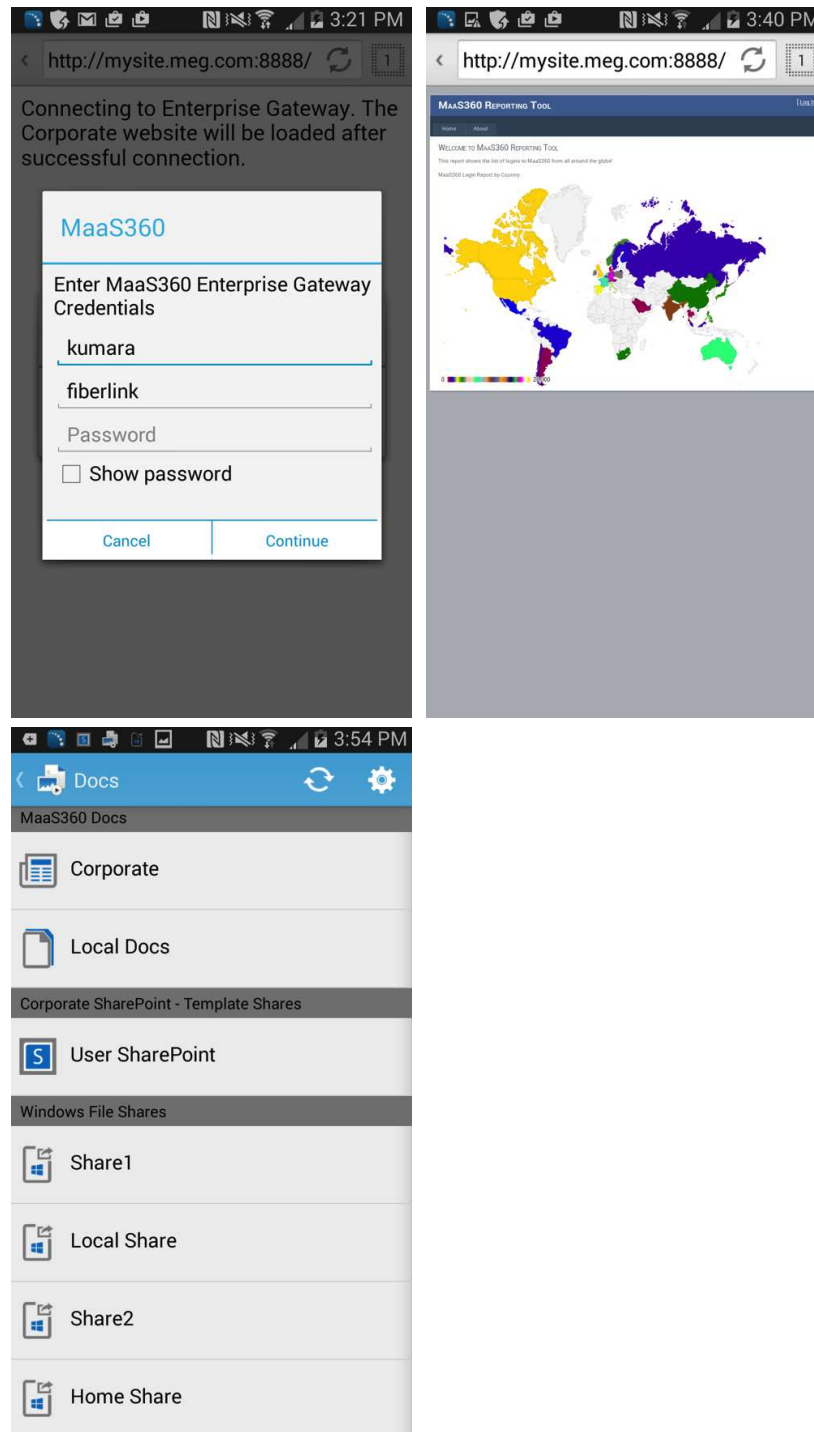 3:21 PM
http://mysite.meg.com:8888/
1
Connecting to Enterprise Gateway. The
Corporate website will be loaded after
successful connection.
MaaS360
Enter MaaS360 Enterprise Gateway
Credentials
kumara
fiberlink
Password
Show password
Cancel
Continue
3:40 PM
http://mysite.meg.com:8888/
1
MaaS360 Reporting Tool
Home
About
Welcome to MaaS360 Reporting Tool
This report shows the list of logins to MaaS360 from all around the globe!
MaaS360 Login Report by Country
0
3:54 PM
Docs
MaaS360 Docs
Corporate
Local Docs
Corporate SharePoint - Template Shares
S
User SharePoint
Windows File Shares
Share1
Local Share
Share2
Home Share